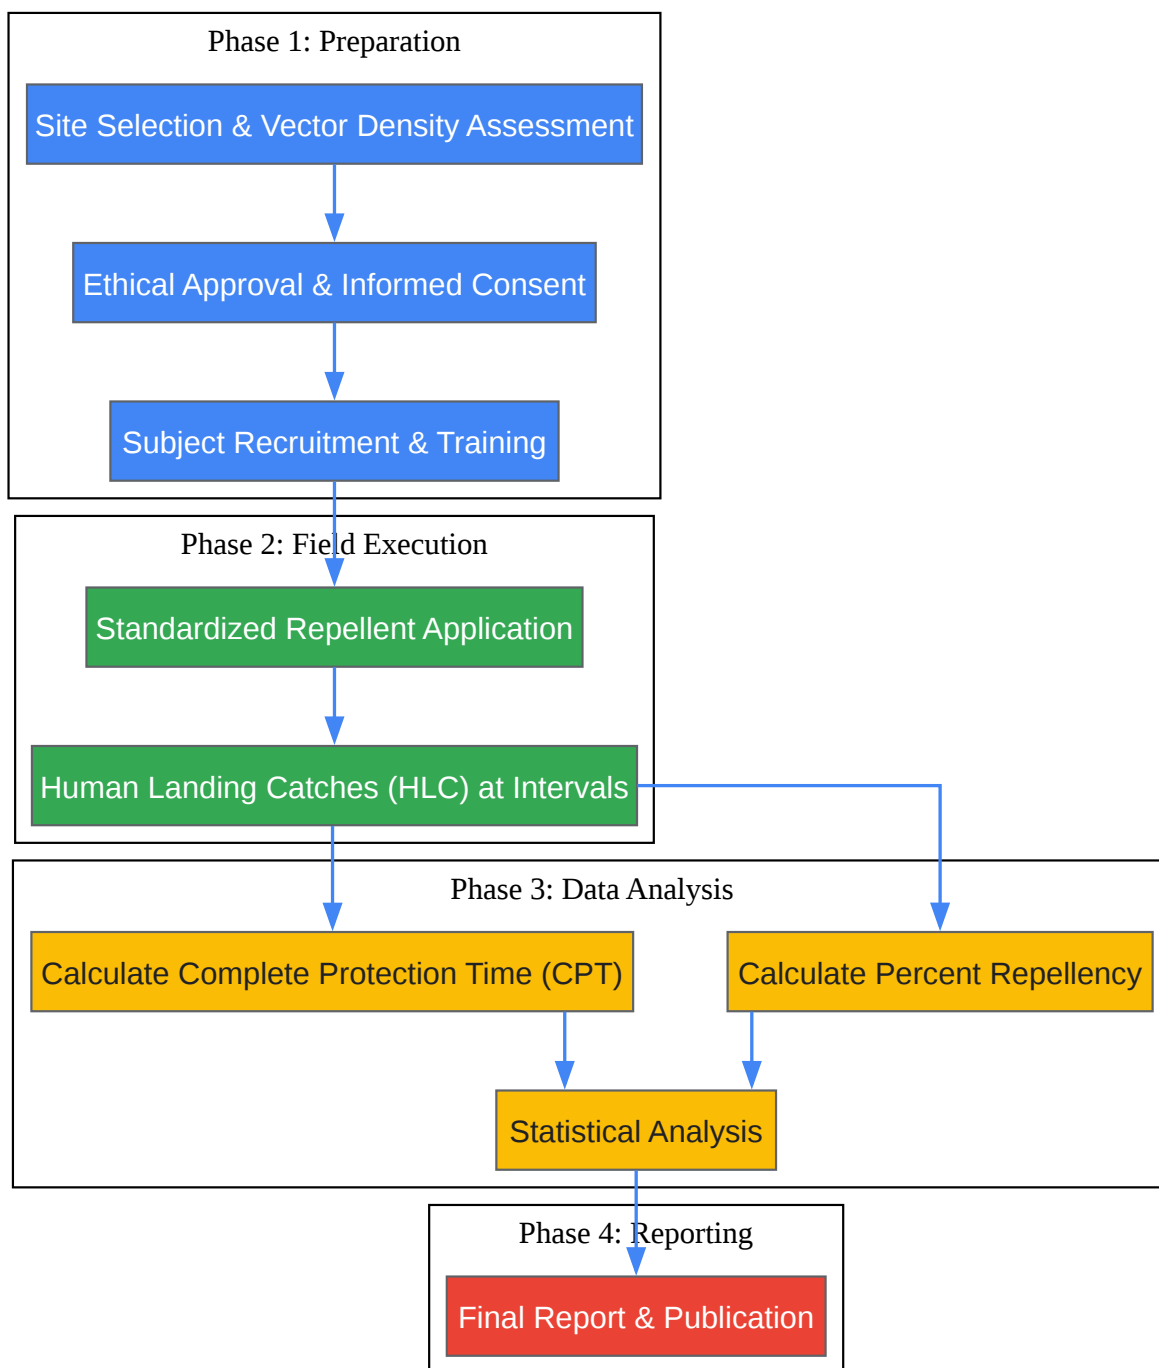 Phase 1: Preparation
Site Selection & Vector Density Assessment
Ethical Approval & Informed Consent
Subject Recruitment & Training
Phase 2: Field Execution
Standardized Repellent Application
Human Landing Catches (HLC) at Intervals
Phase 3: Data Analysis
Calculate Complete Protection Time (CPT)
Calculate Percent Repellency
Statistical Analysis
Phase 4: Reporting
Final Report & Publication